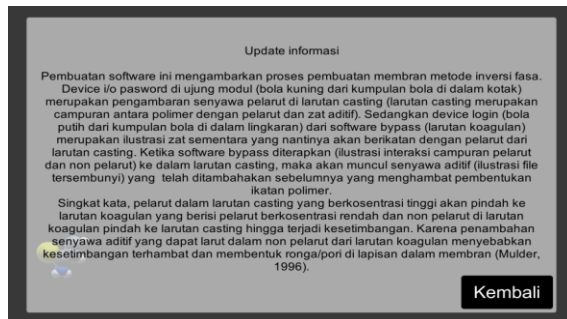 Update informasi
Pembuatan software ini mengambarkan proses pembuatan membran metode inversi fasa.
Device i/o pasword di ujung modul (bola kuning dari kumpulan bola di dalam kotak)
merupakan pengambaran senyawa pelarut di larutan casting (larutan casting merupakan
campuran antara polimer dengan pelarut dan zat aditif). Sedangkan device login (bola
putih dari kumpulan bola di dalam lingkaran) dari software bypass (larutan koagulan)
merupakan ilustrasi zat sementara yang nantinya akan berikatan dengan pelarut dari
larutan casting. Ketika software bypass diterapkan (ilustrasi interaksi campuran pelarut
dan non pelarut) ke dalam larutan casting, maka akan muncul senyawa aditif (ilustrasi file
tersembunyi) yang telah ditambahakan sebelumnya yang menghambat pembentukan
ikatan polimer.
Singkat kata, pelarut dalam larutan casting yang berkosentrasi tinggi akan pindah ke
larutan koagulan yang berisi pelarut berkosentrasi rendah dan non pelarut di larutan
koagulan pindah ke larutan casting hingga terjadi kesetimbangan. Karena penambahan
senyawa aditif yang dapat larut dalam non pelarut dari larutan koagulan menyebabkan
kesetimbangan terhambat dan membentuk ronga/pori di lapisan dalam membran (Mulder,
1996).
Kembali